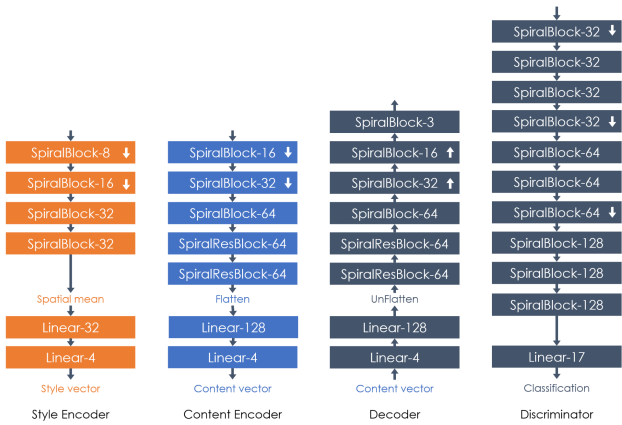 SpiralBlock-8
SpiralBlock-16
SpiralBlock-32
SpiralBlock-32
Spatial mean
Linear-32
Linear-4
Style vector
Style Encoder
SpiralBlock-16
SpiralBlock-32
SpiralBlock-64
SpiralResBlock-64
SpiralResBlock-64
Flatten
Linear-128
Linear-4
Content vector
Content Encoder
SpiralBlock-3
SpiralBlock-16
SpiralBlock-32
SpiralBlock-64
SpiralResBlock-64
SpiralResBlock-64
UnFlatten
Linear-128
Linear-4
Content vector
Decoder
SpiralBlock-32
SpiralBlock-32
SpiralBlock-32
SpiralBlock-32
SpiralBlock-64
SpiralBlock-64
SpiralBlock-64
SpiralBlock-128
SpiralBlock-128
SpiralBlock-128
Linear-17
Classification
Discriminator